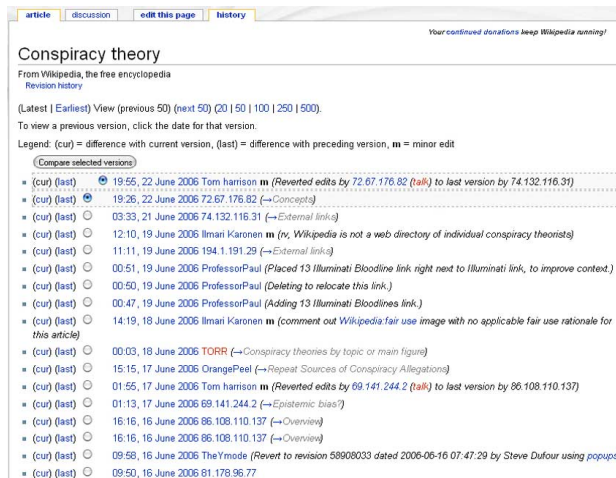 article discussion edit this page history
Your continued donations keep Wikipedia running!
Conspiracy theory
From Wikipedia, the free encyclopedia
Revision history
(Latest | Earliest) View (previous 50) (next 50) (20 | 50 | 100 | 250 | 500).
To view a previous version, click the date for that version.
Legend: (cur) = difference with current version, (last) = difference with preceding version, m = minor edit
Compare selected versions
(cur) (last) 19:55, 22 June 2006 Tom harrison m (Reverted edits by 72.67.176.82 (talk) to last version by 74.132.116.31)
(cur) (last) 19:26, 22 June 2006 72.67.176.82 (→Concepts)
(cur) (last) 03:33, 21 June 2006 74.132.116.31 (→External links)
(cur) (last) 12:10, 19 June 2006 Ilmari Karonen m (rv, Wikipedia is not a web directory of individual conspiracy theorists)
(cur) (last) 11:11, 19 June 2006 194.1.191.29 (→External links)
(cur) (last) 00:51, 19 June 2006 ProfessorPaul (Placed 13 Illuminati Bloodline link right next to Illuminati link, to improve context.)
(cur) (last) 00:50, 19 June 2006 ProfessorPaul (Deleting to relocate this link.)
(cur) (last) 00:47, 19 June 2006 ProfessorPaul (Adding 13 Illuminati Bloodlines link.)
(cur) (last) 14:19, 18 June 2006 Ilmari Karonen m (comment out Wikipedia:fair use image with no applicable fair use rationale for
this article)
(cur) (last) 00:03, 18 June 2006 TORR (→Conspiracy theories by topic or main figure)
(cur) (last) 15:15, 17 June 2006 OrangePeel (→Repeat Sources of Conspiracy Allegations)
(cur) (last) 01:55, 17 June 2006 Tom harrison m (Reverted edits by 69.141.244.2 (talk) to last version by 86.108.110.137)
(cur) (last) 01:13, 17 June 2006 69.141.244.2 (→Epistemic bias?)
(cur) (last) 16:16, 16 June 2006 86.108.110.137 (→Overview)
(cur) (last) 16:16, 16 June 2006 86.108.110.137 (→Overview)
(cur) (last) 09:58, 16 June 2006 TheYmode (Revert to revision 58908033 dated 2006-06-16 07:47:29 by Steve Dufour using popups
(cur) (last) 09:50, 16 June 2006 81.178.96.77